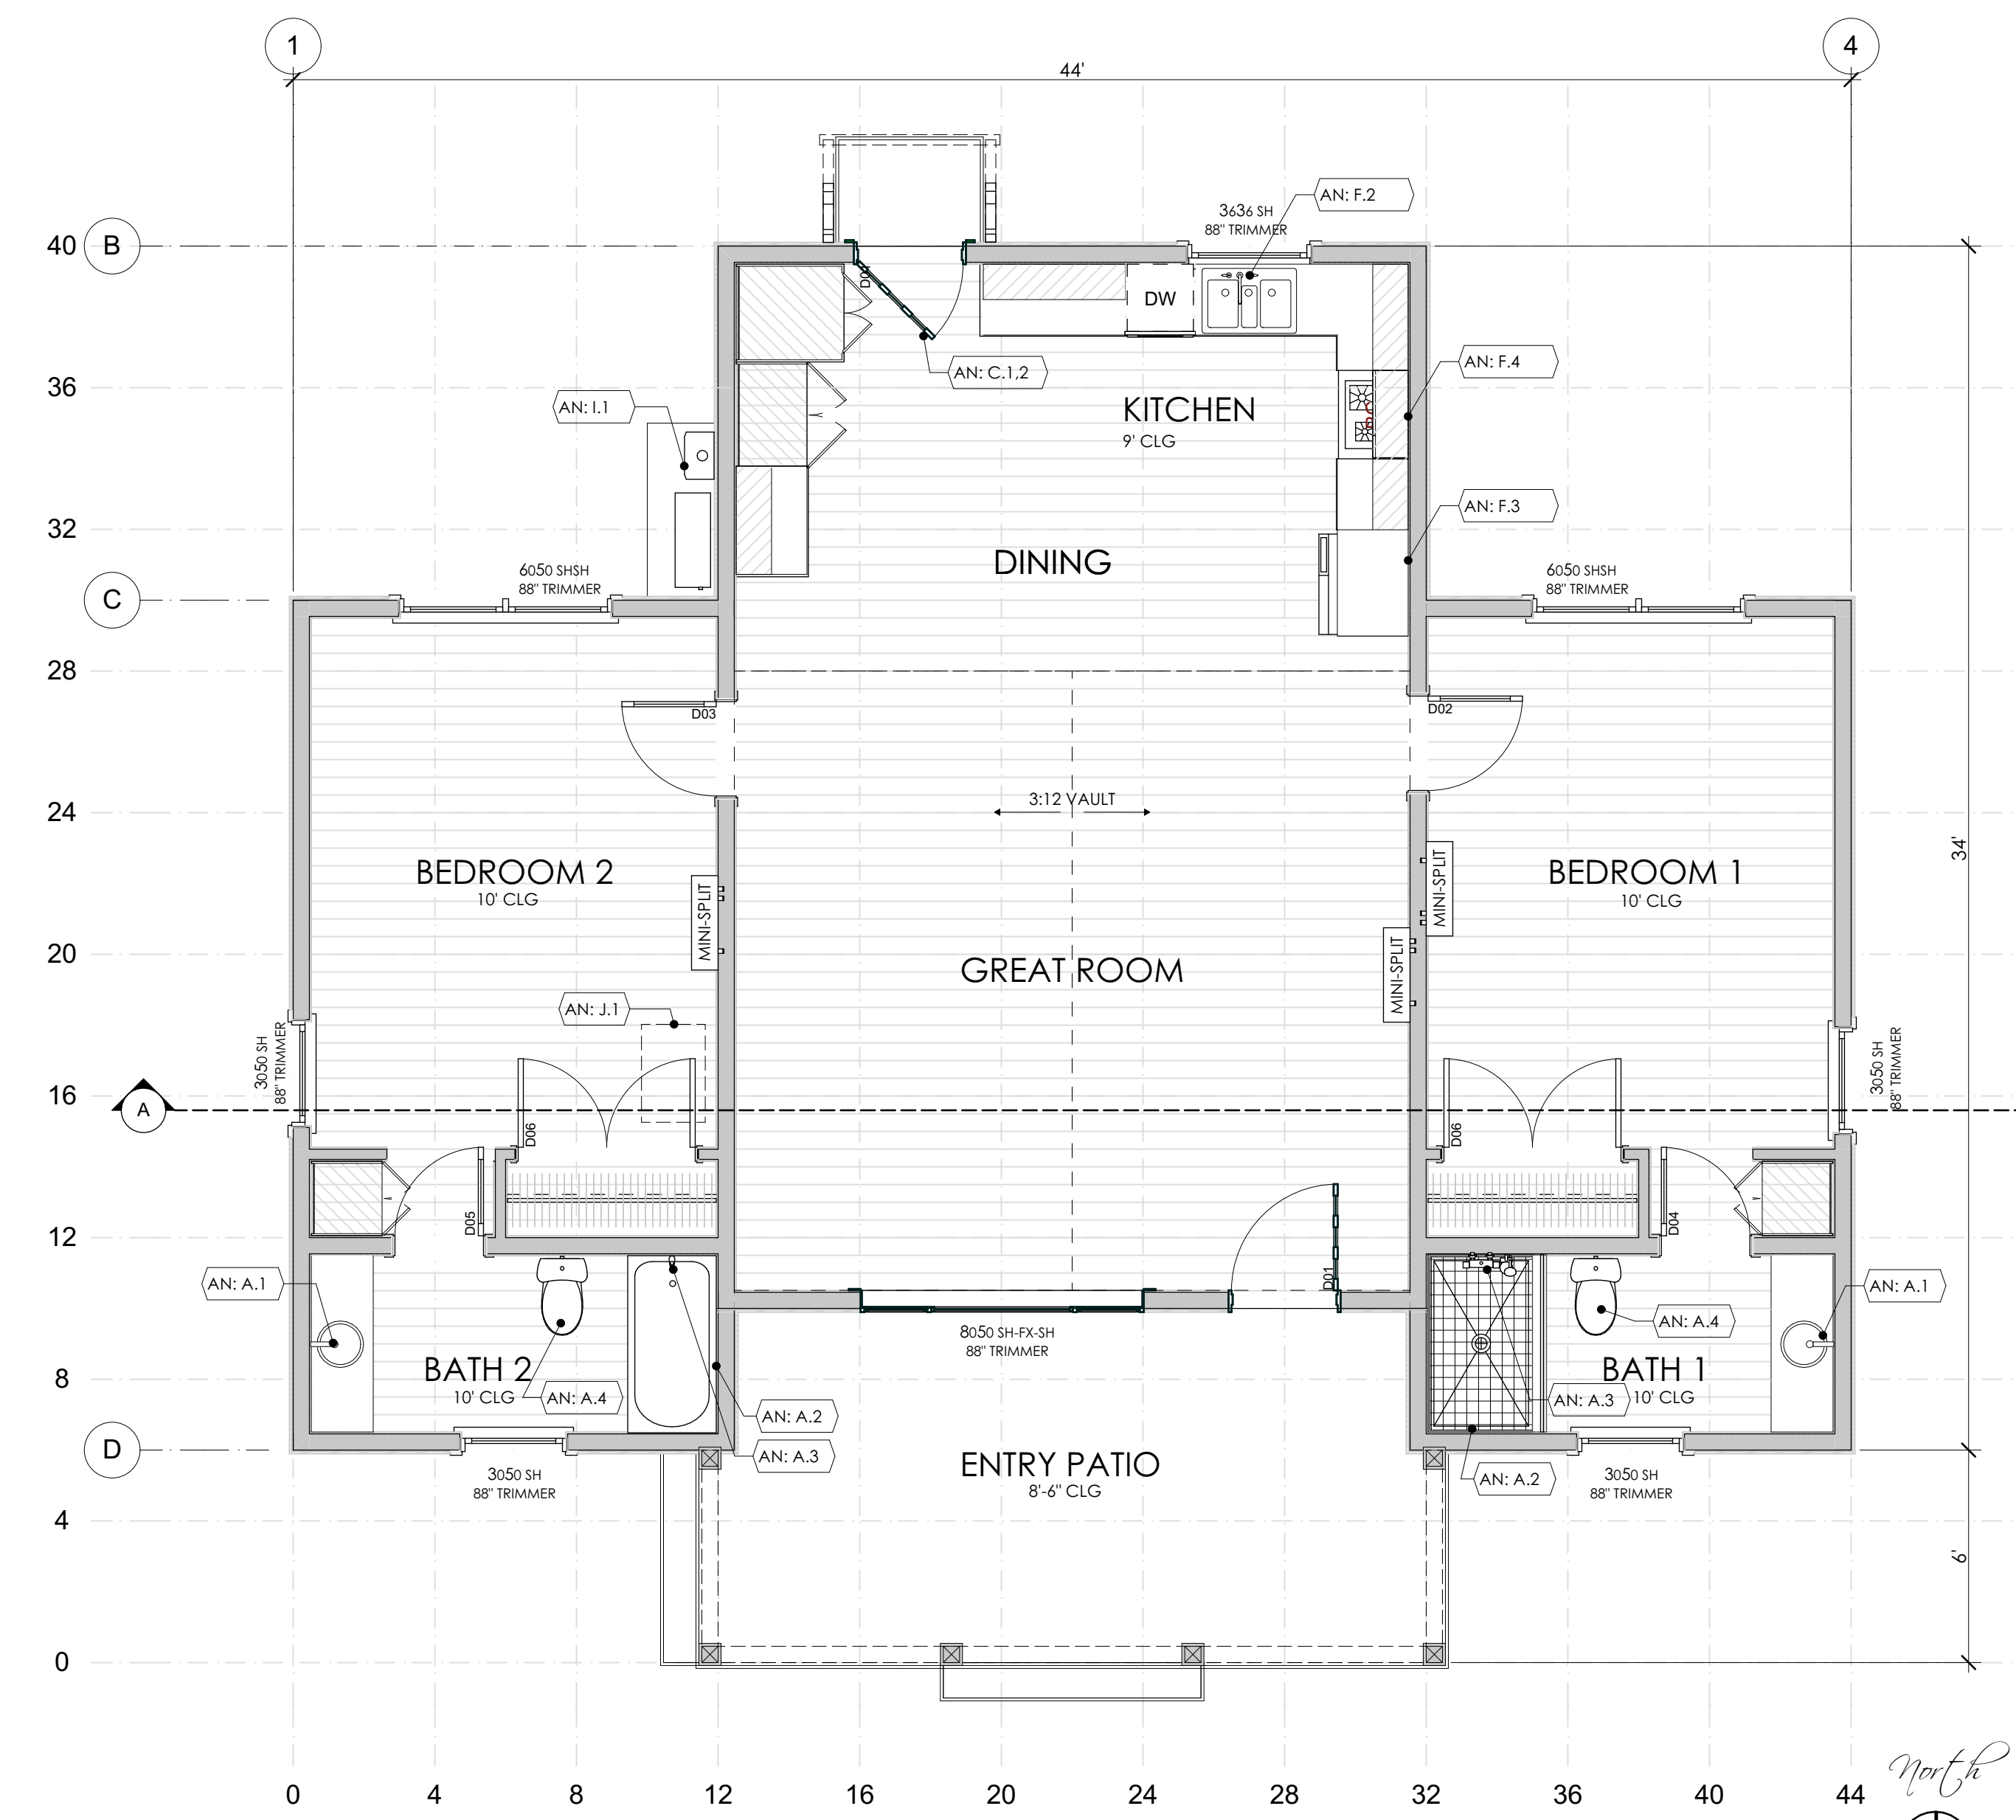 1
4
44'
AN: F.2
3636 SH
88" TRIMMER
40
B
DW
AN: C.1,2
AN: F.4
36
AN: I.1
KITCHEN
9' CLG
AN: F.3
32
DINING
6050 SHSH
88" TRIMMER
6050 SHSH
88" TRIMMER
C
28
D03
D02
24
3:12 VAULT
34'
BEDROOM 2
10' CLG
MINI-SPLIT
MINI-SPLIT
BEDROOM 1
10' CLG
20
GREAT ROOM
MINI-SPLIT
AN: J.1
3050 SH
88" TRIMMER
3050 SH
88" TRIMMER
16
A
D06
D06
D05
D04
12
AN: A.1
D01
AN: A.1
8050 SH-FX-SH
88" TRIMMER
AN: A.4
8
BATH 2
10' CLG
AN: A.4
BATH 1
10' CLG
AN: A.3
AN: A.2
AN: A.3
D
ENTRY PATIO
8'-6" CLG
3050 SH
88" TRIMMER
AN: A.2
3050 SH
88" TRIMMER
4
6'
0
North
0 4 8 12 16 20 24 28 32 36 40 44